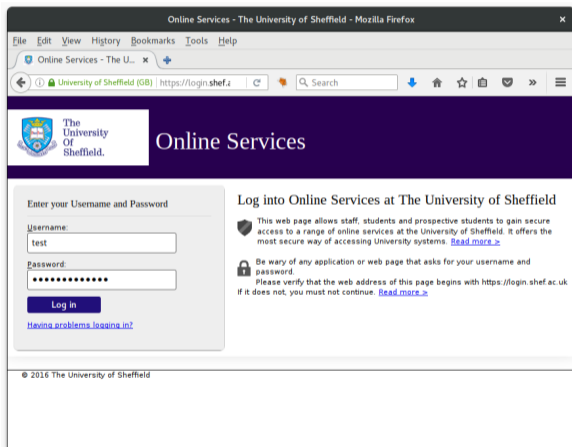 Online Services - The University of Sheffield - Mozilla Firefox
File Edit View History Bookmarks Tools Help
Online Services - The U...
University of Sheffield (GB) https://login.shef.a Search
The
University
Of
Sheffield.
Online Services
Enter your Username and Password
Username:
test
Password:
•••••••••••••
Log in
Having problems logging in?
Log into Online Services at The University of Sheffield
This web page allows staff, students and prospective students to gain secure
access to a range of online services at the University of Sheffield. It offers the
most secure way of accessing University systems. Read more >
Be wary of any application or web page that asks for your username and
password.
Please verify that the web address of this page begins with https://login.shef.ac.uk
If it does not, you must not continue. Read more >
© 2016 The University of Sheffield